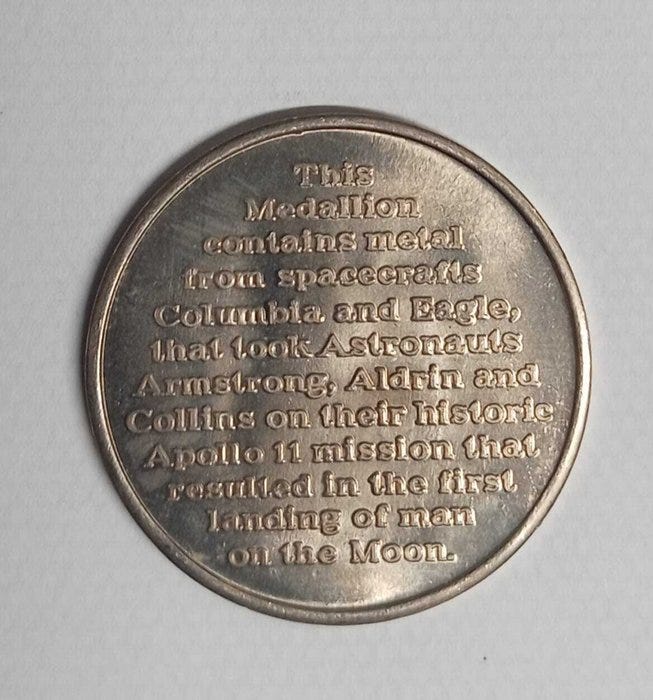 This
Medallion
contains metal
from spacecrafts
Columbia and Eagle,
that took Astronauts
Armstrong, Aldrin and
Collins on their historic
Apollo 11 mission that
resulted in the first
landing of man
on the Moon.